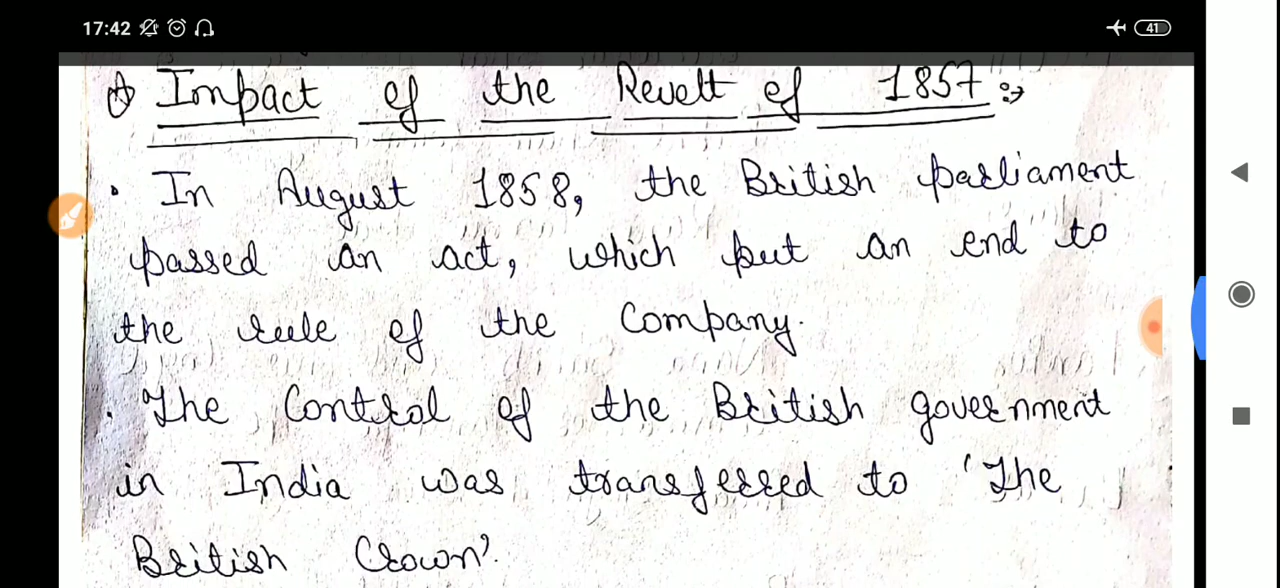 17:42
41
Impact of the Revolt of 1857 :→
• In August 1858, the British parliament
passed an act, which put an end to
the rule of the Company.
• The Control of the British government
in India was transferred to 'The
British Crown'.